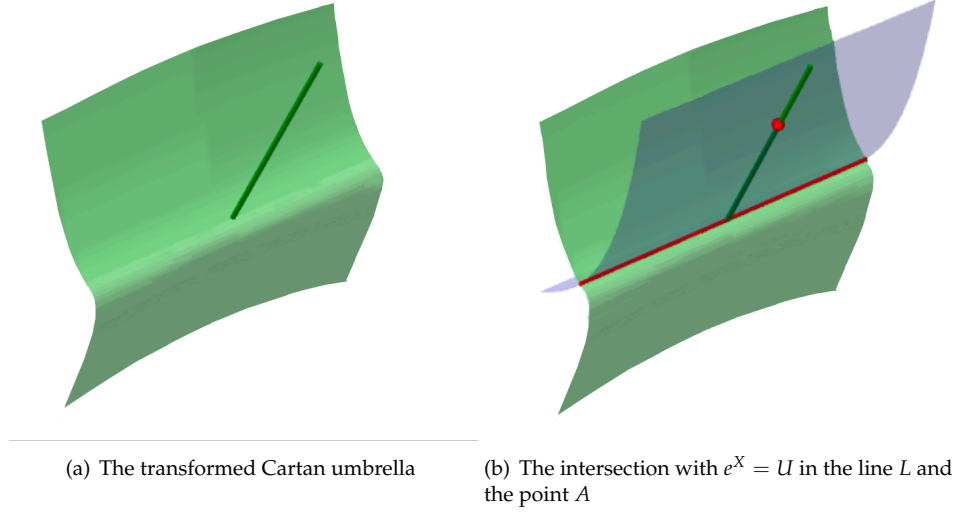 (a) The transformed Cartan umbrella
(b) The intersection with e^X = U in the line L and
the point A